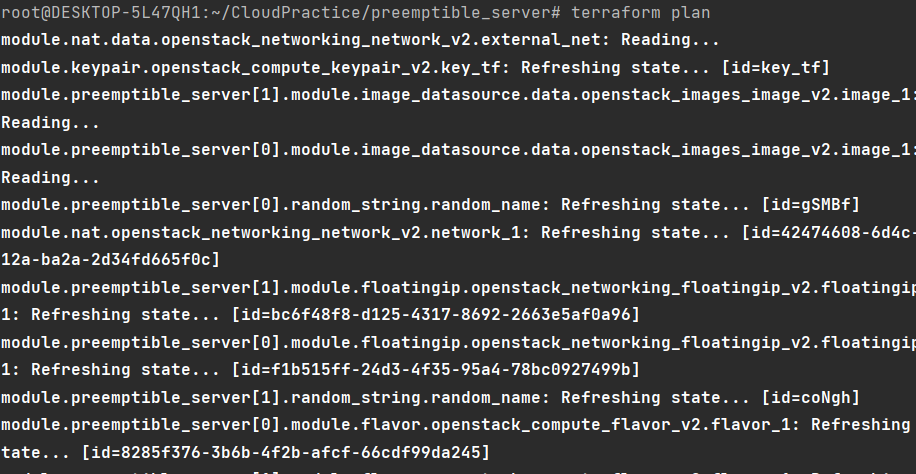 root@DESKTOP-5L47QH1:~/CloudPractice/preemptible_server# terraform plan
module.nat.data.openstack_networking_network_v2.external_net: Reading...
module.keypair.openstack_compute_keypair_v2.key_tf: Refreshing state... [id=key_tf]
module.preemptible_server[1].module.image_datasource.data.openstack_images_image_v2.image_1:
Reading...
module.preemptible_server[0].module.image_datasource.data.openstack_images_image_v2.image_1:
Reading...
module.preemptible_server[0].random_string.random_name: Refreshing state... [id=gSMBf]
module.nat.openstack_networking_network_v2.network_1: Refreshing state... [id=42474608-6d4c-
12a-ba2a-2d34fd665f0c]
module.preemptible_server[1].module.floatingip.openstack_networking_floatingip_v2.floatingip
1: Refreshing state... [id=bc6f48f8-d125-4317-8692-2663e5af0a96]
module.preemptible_server[0].module.floatingip.openstack_networking_floatingip_v2.floatingip
1: Refreshing state... [id=f1b515ff-24d3-4f35-95a4-78bc0927499b]
module.preemptible_server[1].random_string.random_name: Refreshing state... [id=coNgh]
module.preemptible_server[0].module.flavor.openstack_compute_flavor_v2.flavor_1: Refreshing
tate... [id=8285f376-3b6b-4f2b-afcf-66cdf99da245]